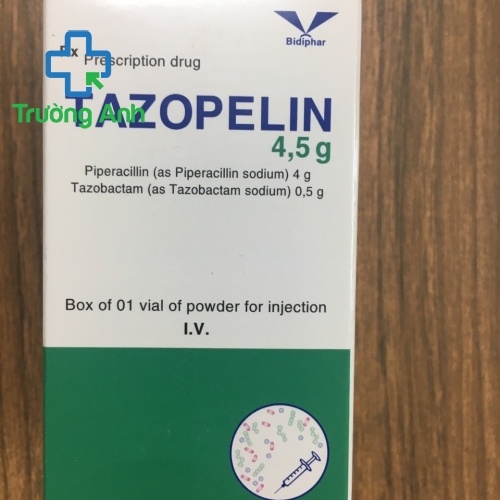 Bidiphar
Rx Prescription drug
Trường Anh
TAZOPELIN
4,5 g
Piperacillin (as Piperacillin sodium) 4 g
Tazobactam (as Tazobactam sodium) 0,5 g
Box of 01 vial of powder for injection
I.V.